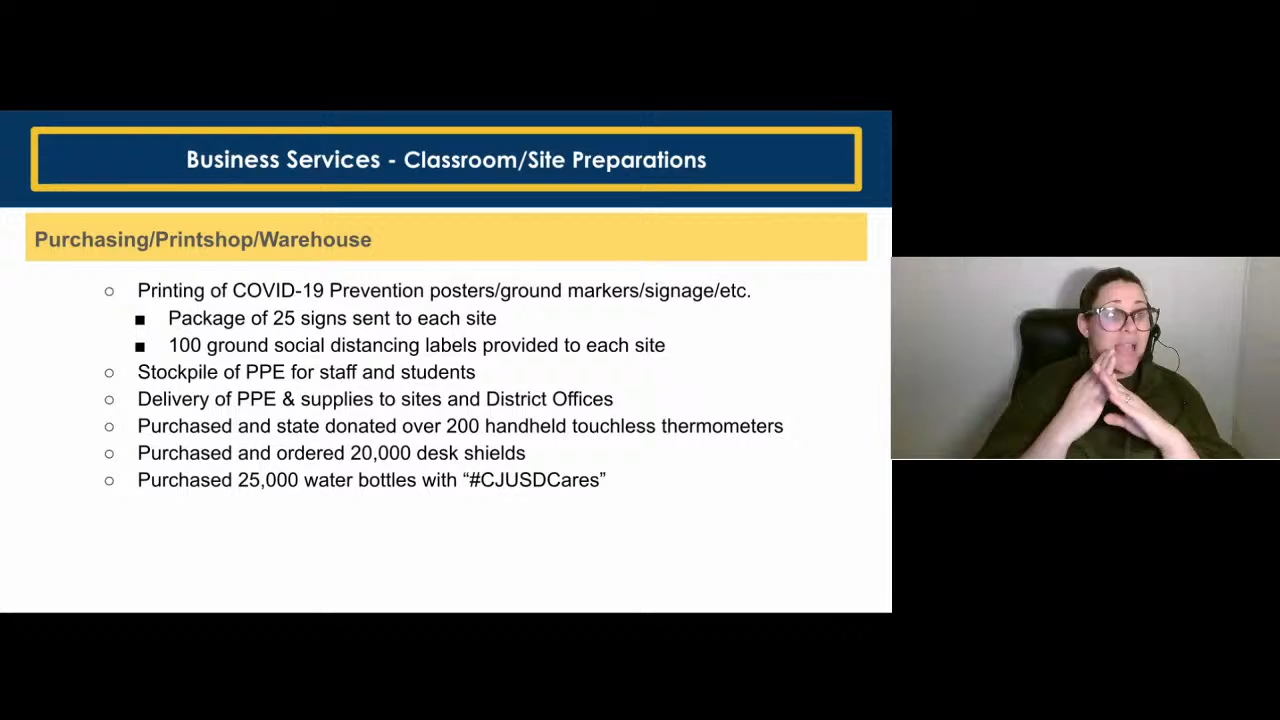 Business Services - Classroom/Site Preparations
Purchasing/Printshop/Warehouse
○ Printing of COVID-19 Prevention posters/ground markers/signage/etc.
■ Package of 25 signs sent to each site
■ 100 ground social distancing labels provided to each site
○ Stockpile of PPE for staff and students
○ Delivery of PPE & supplies to sites and District Offices
○ Purchased and state donated over 200 handheld touchless thermometers
○ Purchased and ordered 20,000 desk shields
○ Purchased 25,000 water bottles with “#CJUSDCares”